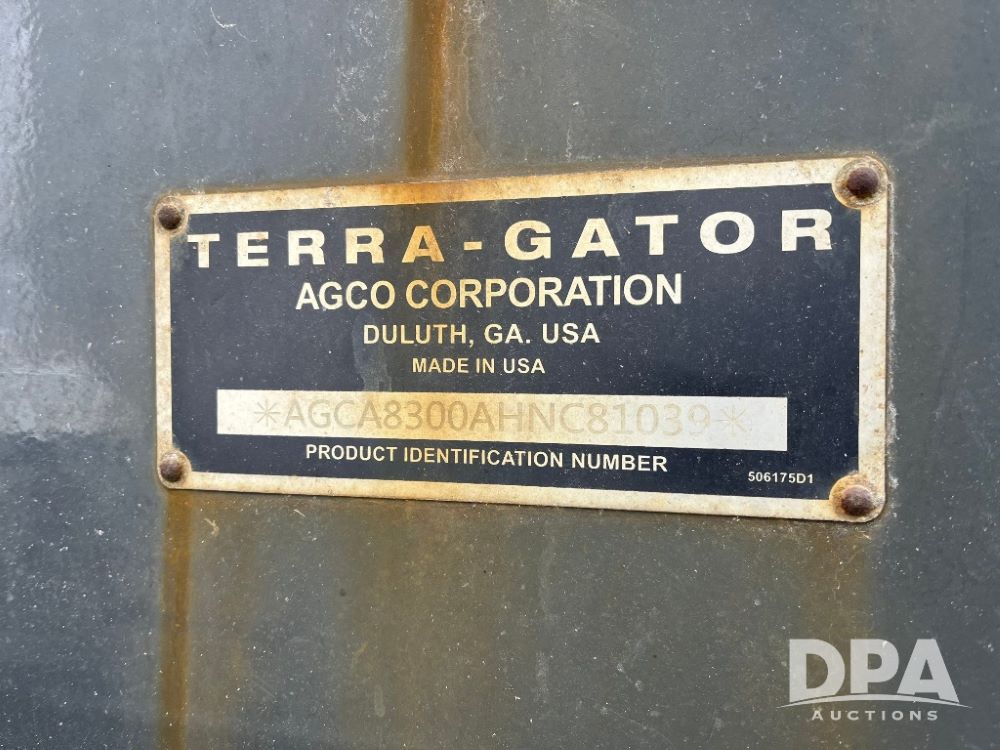 TERRA-GATOR
AGCO CORPORATION
DULUTH, GA. USA
MADE IN USA
*AGCA8300AHNC81039*
PRODUCT IDENTIFICATION NUMBER
506175D1
DPA
AUCTIONS